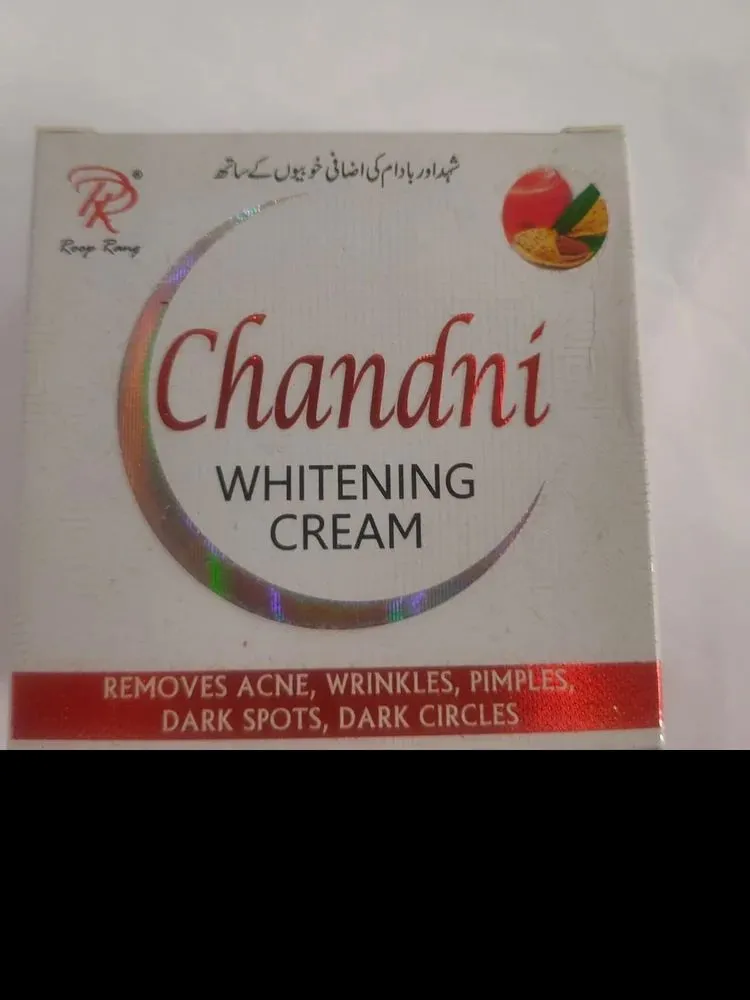 شہد اور بادام کی اضافی خوبیوں کے ساتھ
RR
®
Roop Rang
Chandni
WHITENING
CREAM
REMOVES ACNE, WRINKLES, PIMPLES,
DARK SPOTS, DARK CIRCLES